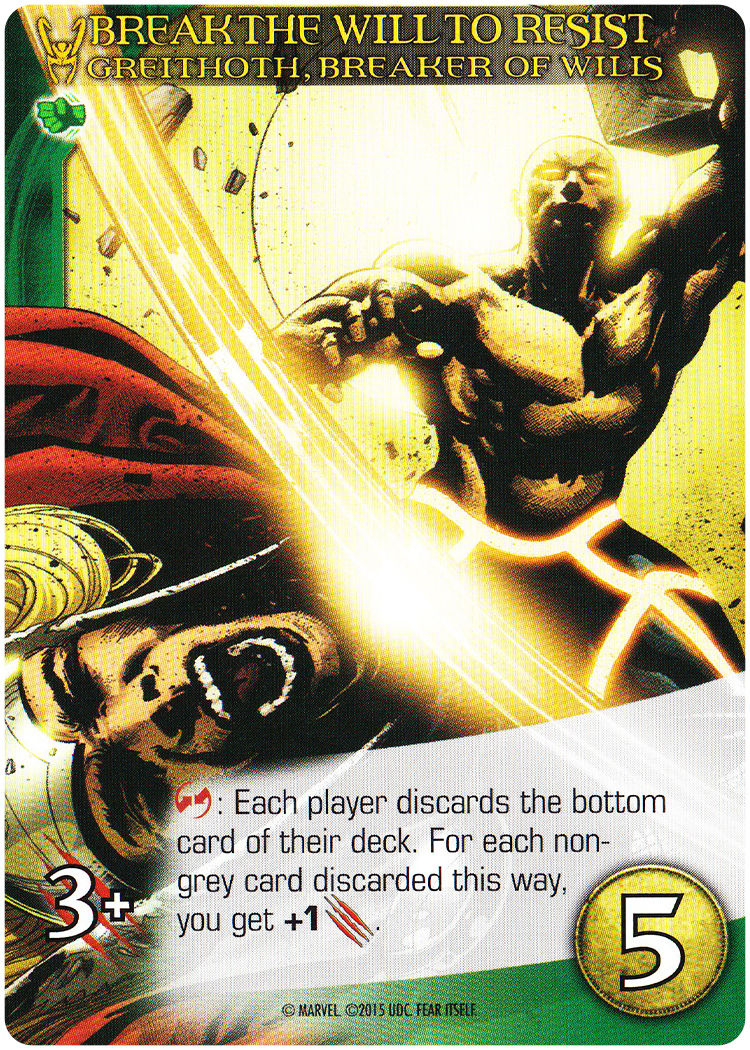 BREAK THE WILL TO RESIST
GREITHOTH, BREAKER OF WILLS
: Each player discards the bottom
card of their deck. For each non-
grey card discarded this way,
you get +1 .
3+
5
© MARVEL. ©2015 UDC. FEAR ITSELF.